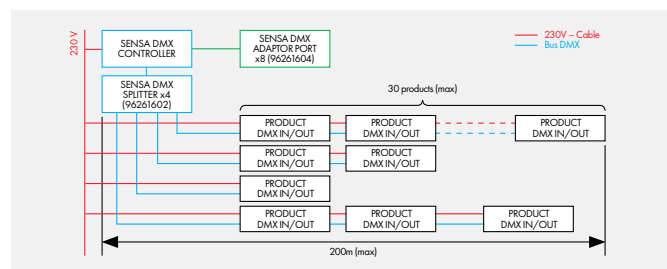 230 V
SENSA DMX
CONTROLLER
SENSA DMX
ADAPTOR PORT
x8 (96261604)
230V – Cable
Bus DMX
SENSA DMX
SPLITTER x4
(96261602)
30 products (max)
PRODUCT
DMX IN/OUT
PRODUCT
DMX IN/OUT
PRODUCT
DMX IN/OUT
PRODUCT
DMX IN/OUT
PRODUCT
DMX IN/OUT
PRODUCT
DMX IN/OUT
PRODUCT
DMX IN/OUT
PRODUCT
DMX IN/OUT
PRODUCT
DMX IN/OUT
200m (max)